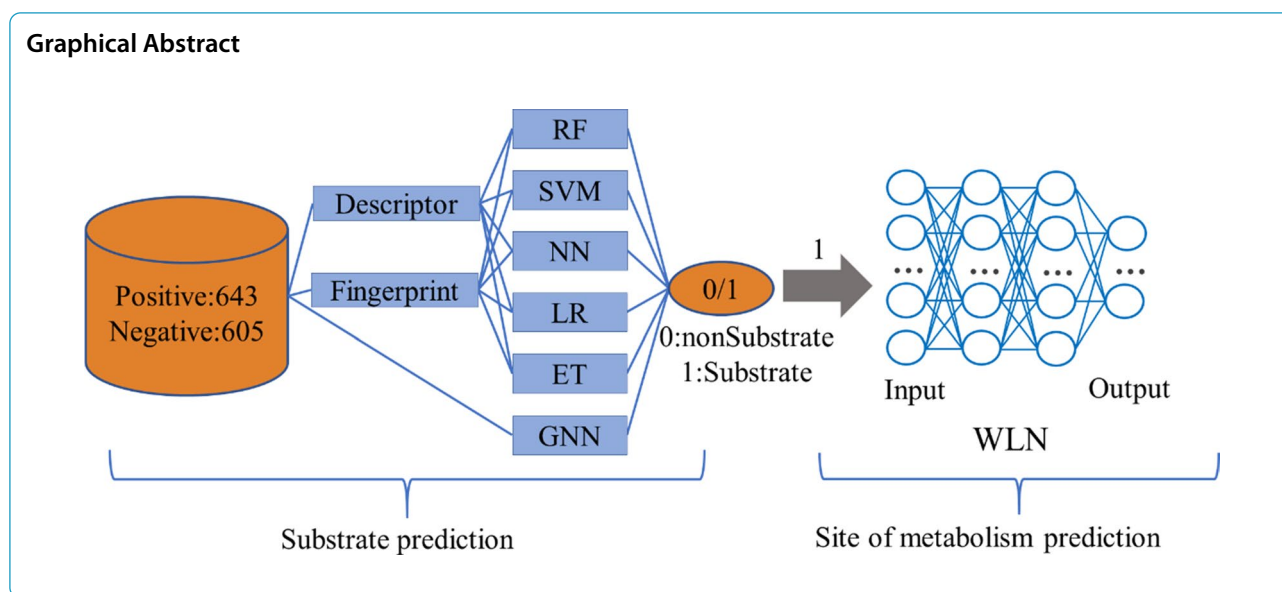 Graphical Abstract
Positive:643
Negative:605
Descriptor
Fingerprint
RF
SVM
NN
LR
ET
GNN
0/1
0:nonSubstrate
1:Substrate
1
Input
Output
WLN
Substrate prediction
Site of metabolism prediction